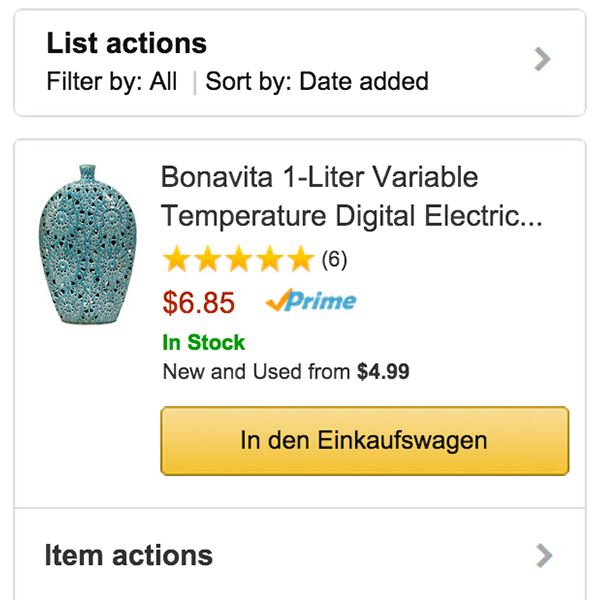 List actions
Filter by: All | Sort by: Date added
Bonavita 1-Liter Variable
Temperature Digital Electric...
(6)
$6.85 Prime
In Stock
New and Used from $4.99
In den Einkaufswagen
Item actions